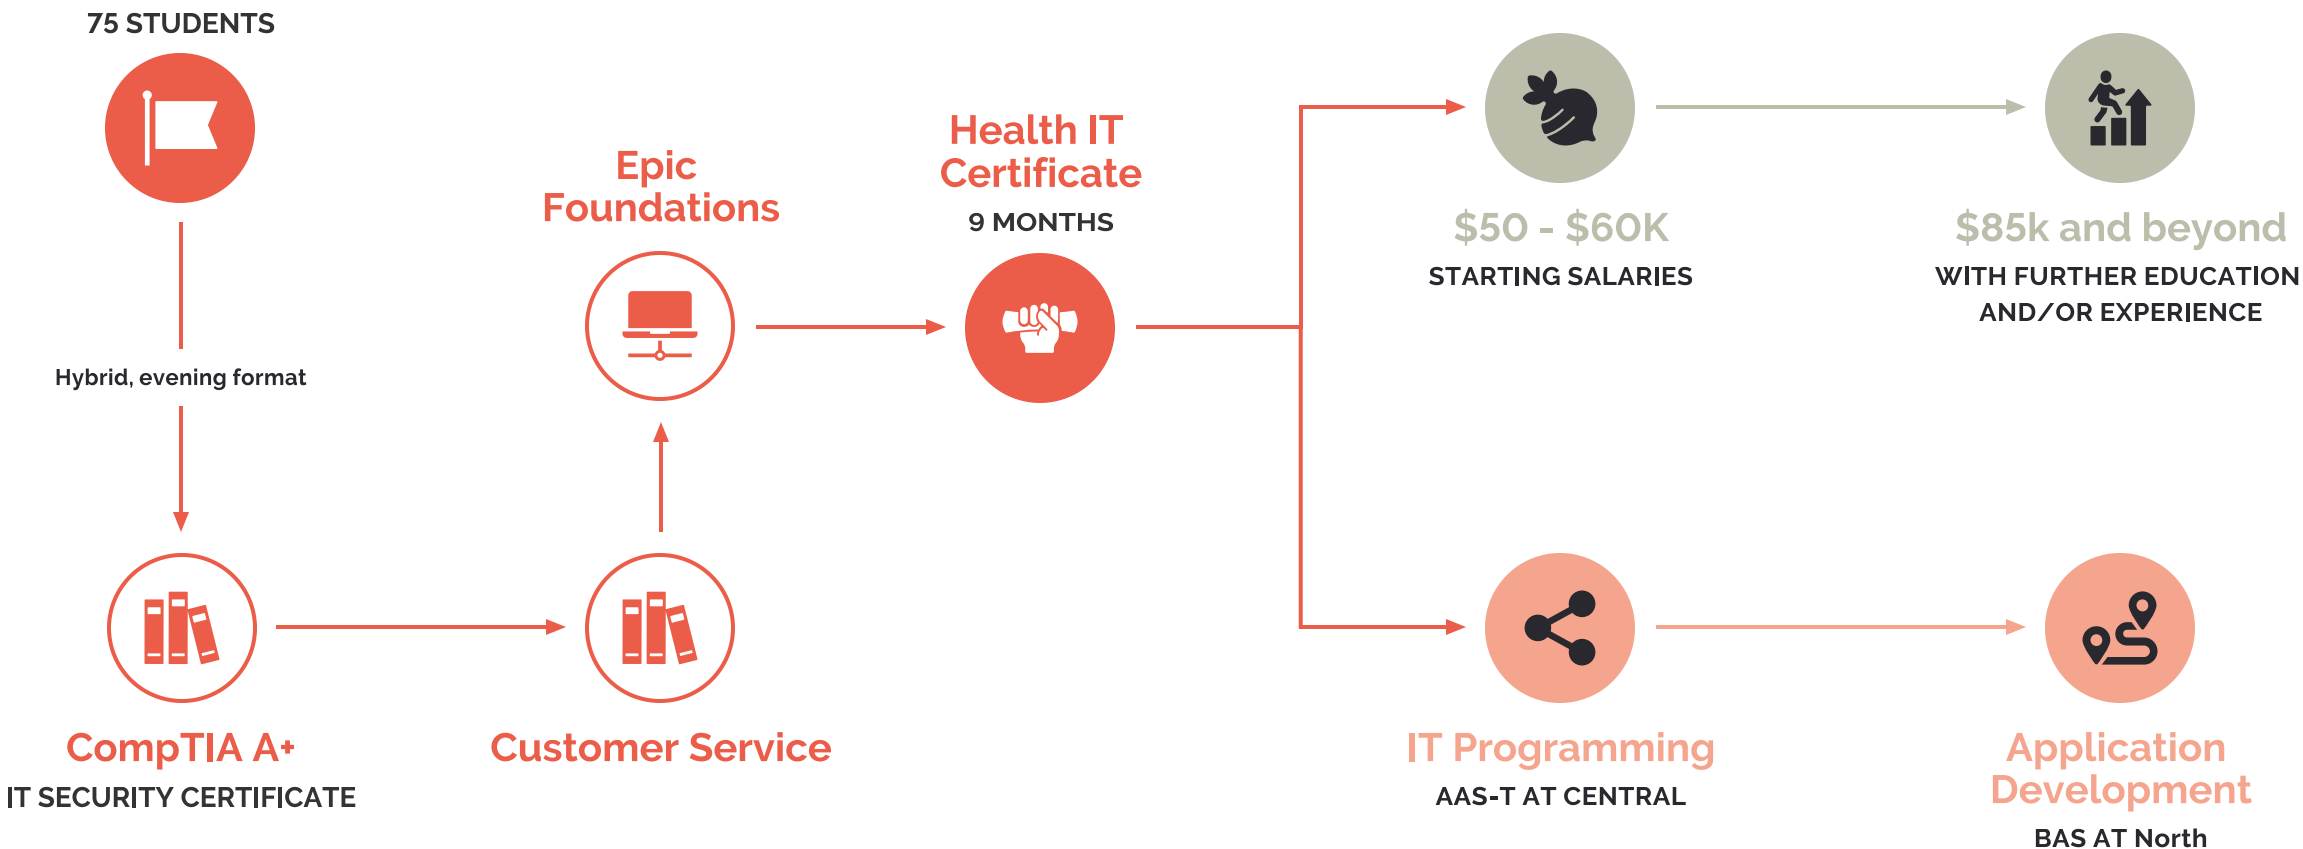 75 STUDENTS
Hybrid, evening format
CompTIA A+
IT SECURITY CERTIFICATE
Customer Service
Epic
Foundations
Health IT
Certificate
9 MONTHS
$50 - $60K
STARTING SALARIES
$85k and beyond
WITH FURTHER EDUCATION
AND/OR EXPERIENCE
IT Programming
AAS-T AT CENTRAL
Application
Development
BAS AT North